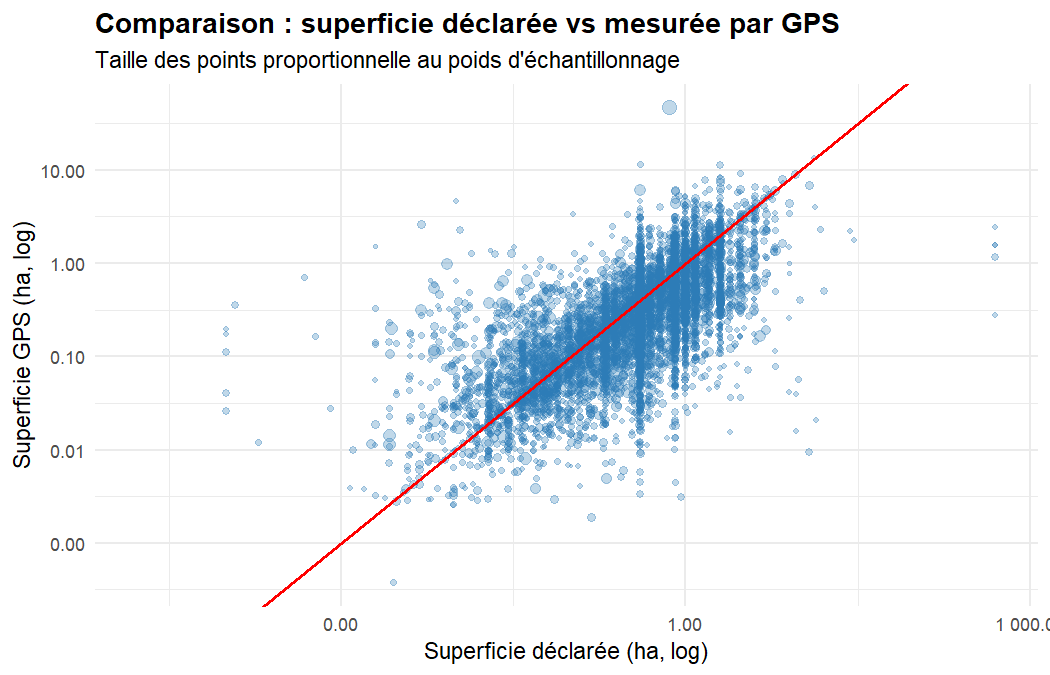 Comparaison : superficie déclarée vs mesurée par GPS
Taille des points proportionnelle au poids d'échantillonnage
Superficie GPS (ha, log)
10.00
1.00
0.10
0.01
0.00
0.00
1.00
1 000.0
Superficie déclarée (ha, log)